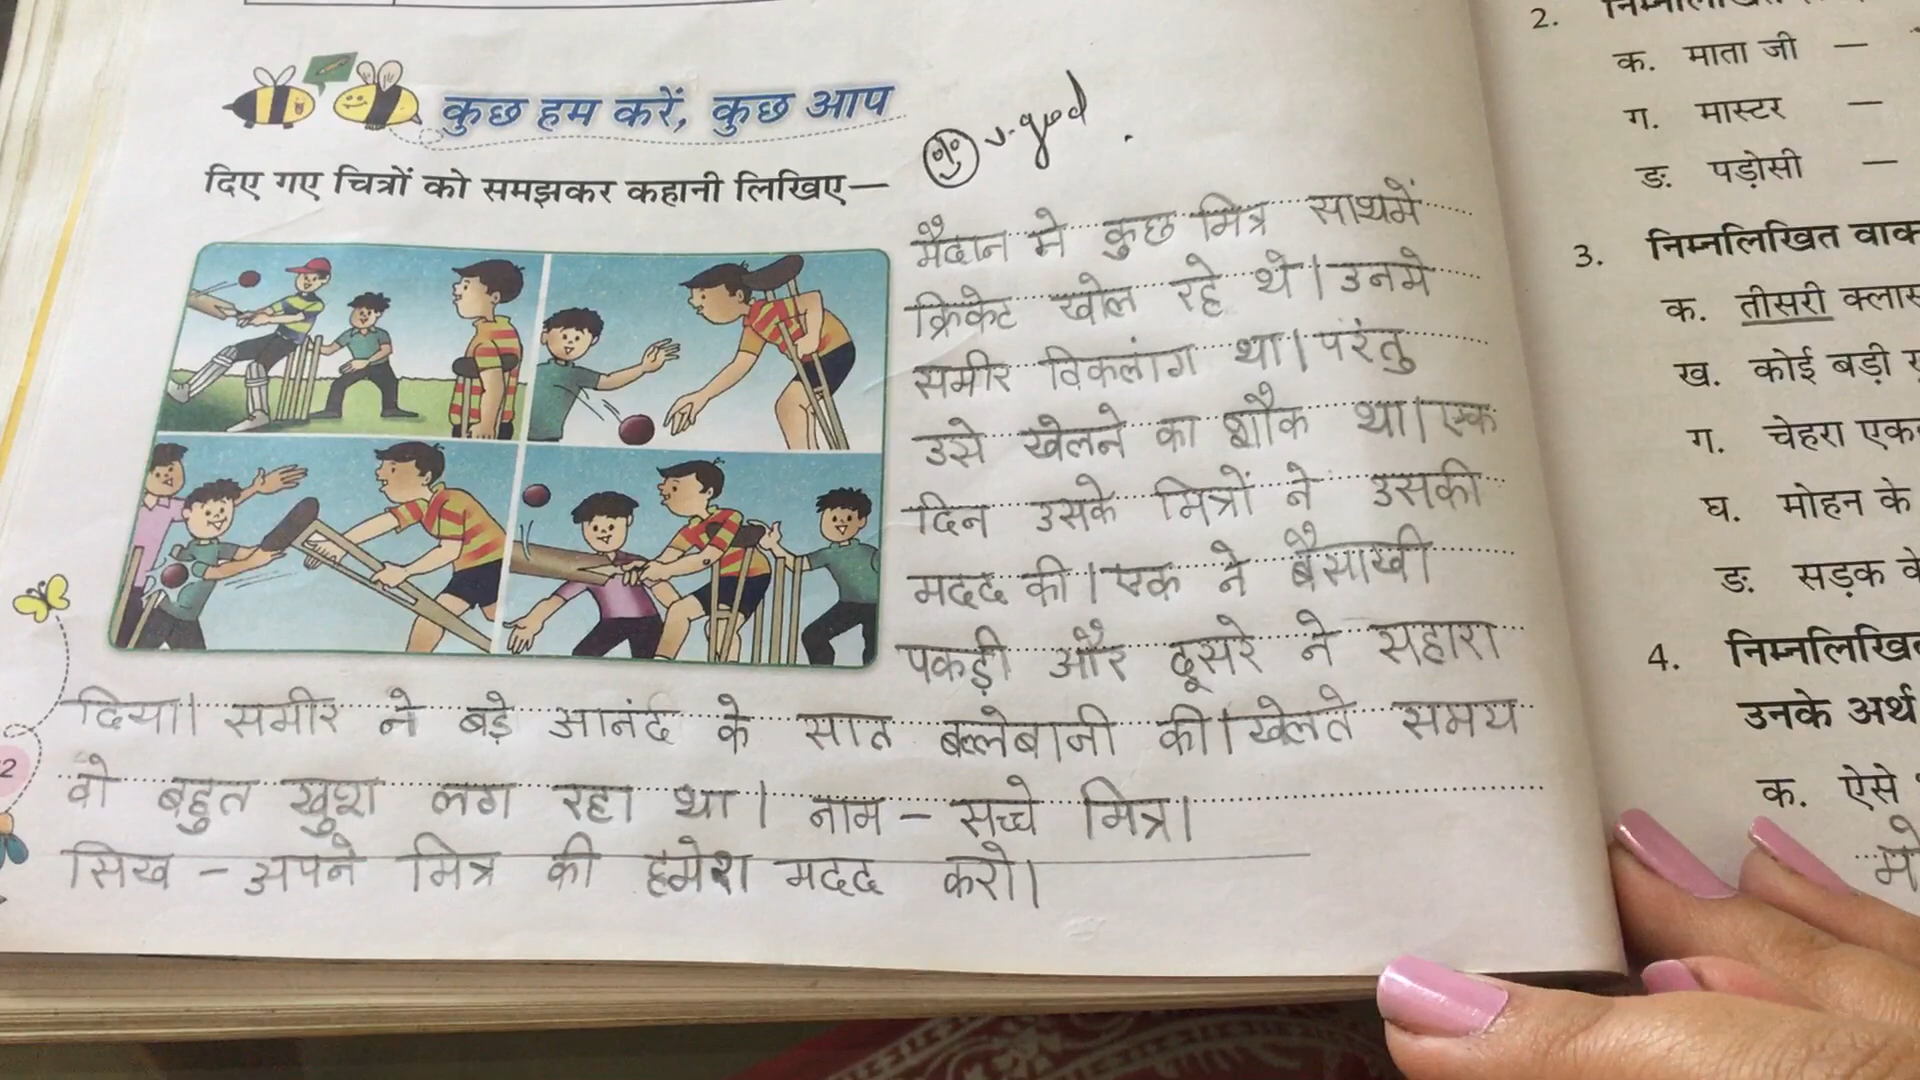 कुछ हम करें, कुछ आप
v. good
दिए गए चित्रों को समझकर कहानी लिखिए—
मैदान मे कुछ मित्र साथमें
क्रिकेट खेल रहे थे। उनमे
समीर विकलांग था। परंतु
उसे खेलने का शौक था। एक
दिन उसके मित्रों ने उसकी
मदद की। एक ने बैसाखी
पकड़ी और दूसरे ने सहारा
दिया। समीर ने बड़े आनंद के सात बल्लेबाजी की। खेलते समय
वो बहुत खुश लग रहा था। नाम – सच्चे मित्र।
सिख – अपने मित्र की हमेशा मदद करो।
2
2.
क. माता जी —
ग. मास्टर —
ङ. पड़ोसी —
3. निम्नलिखित
क. तीसरी
ख. कोई बड़ी
ग. चेहरा
घ. मोहन के
ङ. सड़क
4.
उनके अर्थ
क. ऐसे